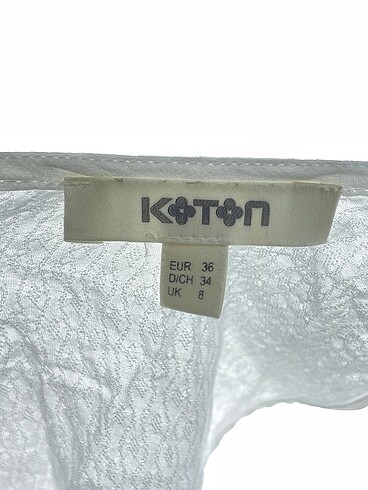 KOTON
EUR 36
D/CH 34
UK 8